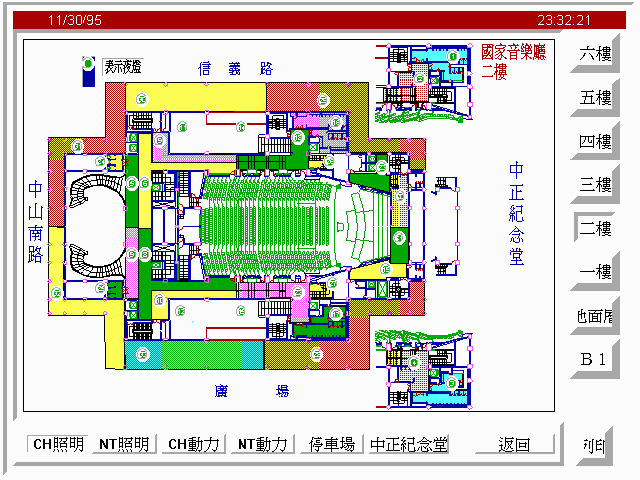 11/30/95 23:32:21
表示夜燈
信義路
國家音樂廳
二樓
中山南路
中正紀念堂
廣場
六樓
五樓
四樓
三樓
二樓
一樓
地面層
B 1
CH照明 NT照明 CH動力 NT動力 停車場 中正紀念堂 返回 列印